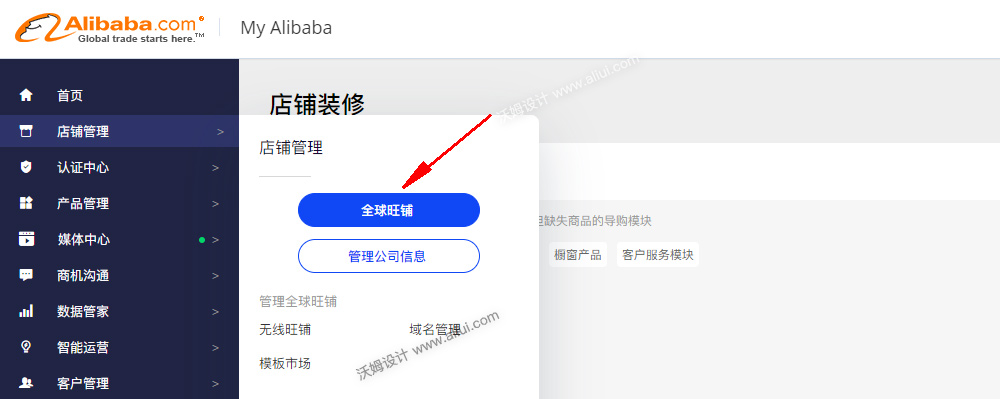 Alibaba.com
Global trade starts here.™
My Alibaba
首页
店铺管理 >
认证中心 >
产品管理 >
媒体中心 >
商机沟通 >
数据管家 >
智能运营 >
客户管理 >
店铺装修
店铺管理
全球旺铺
管理公司信息
管理全球旺铺
无线旺铺
域名管理
模板市场
缺失商品的导购模块
橱窗产品
客户服务模块
沃姆设计 www.aliui.com
沃姆设计 www.aliui.com